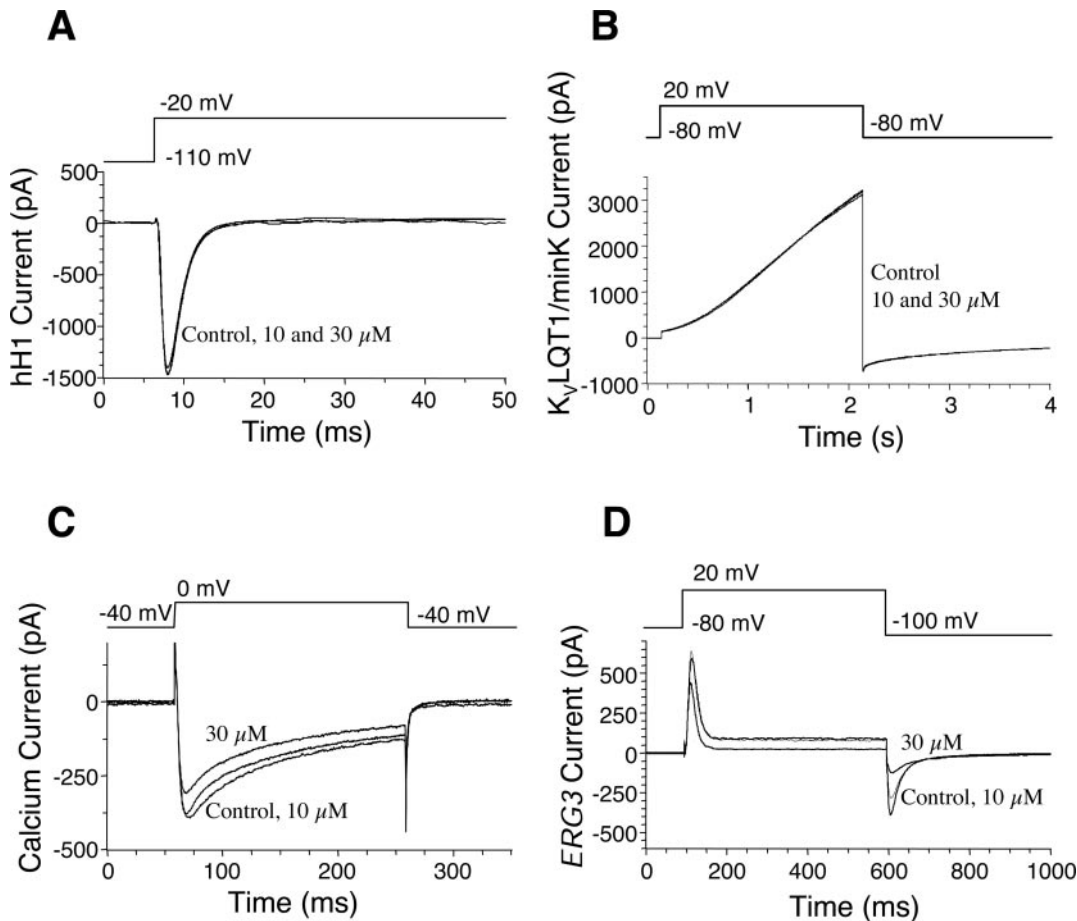 A
-20 mV
-110 mV
hH1 Current (pA)
500
0
-500
-1000
-1500
Control, 10 and 30 µM
0 10 20 30 40 50
Time (ms)
B
20 mV
-80 mV
-80 mV
KVLQT1/minK Current (pA)
3000
2000
1000
0
-1000
Control
10 and 30 µM
0 1 2 3 4
Time (s)
C
0 mV
-40 mV
-40 mV
Calcium Current (pA)
0
-250
-500
30 µM
Control, 10 µM
0 100 200 300
Time (ms)
D
20 mV
-80 mV
-100 mV
ERG3 Current (pA)
500
250
0
-250
-500
30 µM
Control, 10 µM
0 200 400 600 800 1000
Time (ms)